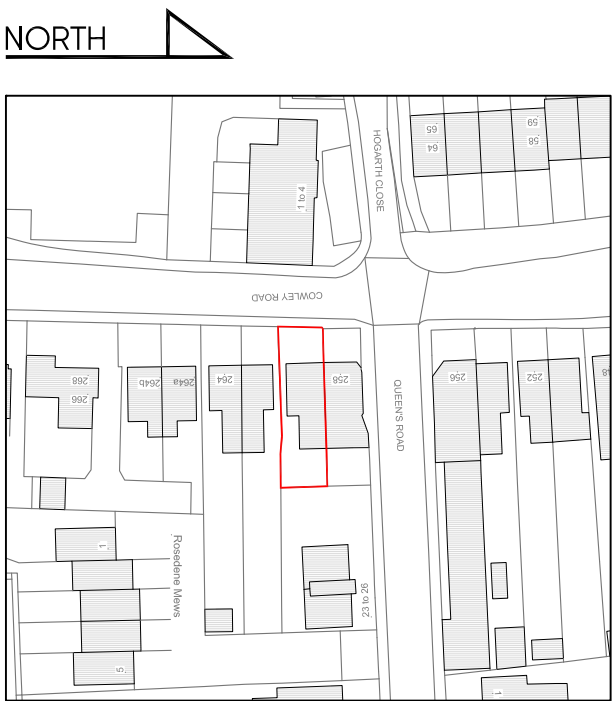 NORTH
HOGARTH CLOSE
65
64
59
58
1 to 4
COWLEY ROAD
268
266
264b
264a
264
258
256
252
QUEEN'S ROAD
1
Rosedene Mews
23 to 26
5
1